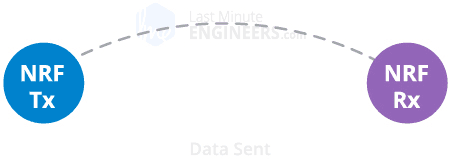 Last Minute
ENGINEERS.com
NRF
Tx
NRF
Rx
Data Sent